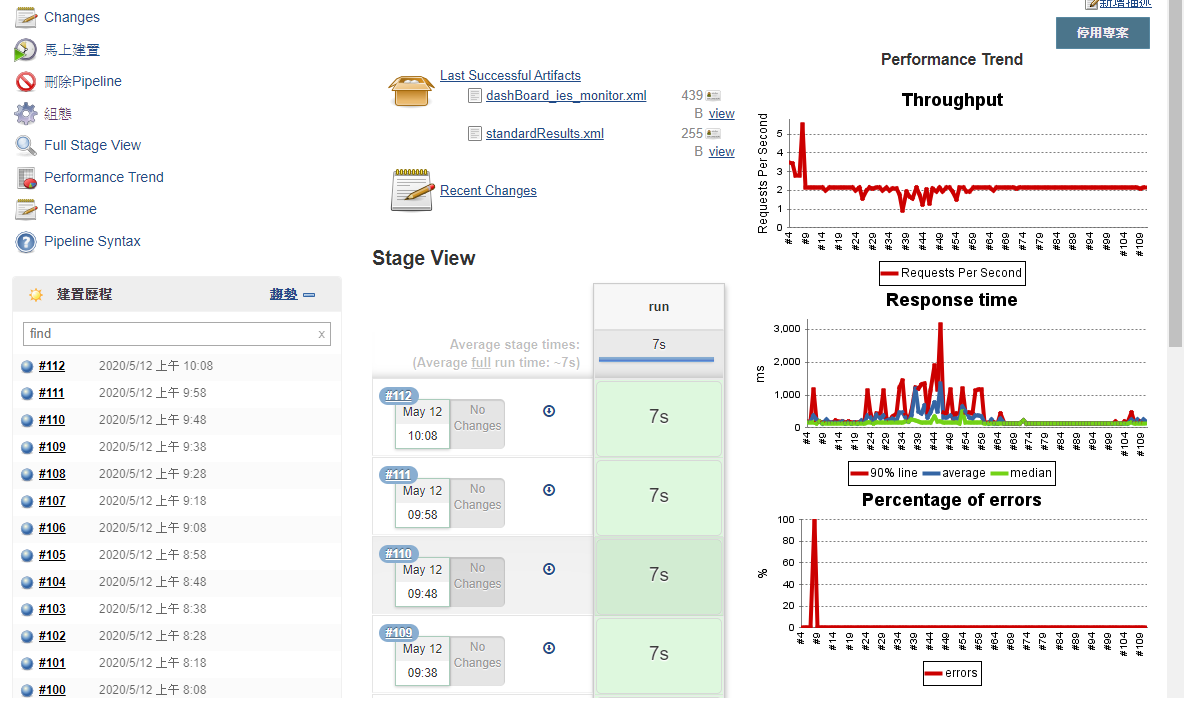 Changes
馬上建置
刪除Pipeline
組態
Full Stage View
Performance Trend
Rename
Pipeline Syntax
建置歷程
趨勢
find
x
#112 2020/5/12 上午 10:08
#111 2020/5/12 上午 9:58
#110 2020/5/12 上午 9:48
#109 2020/5/12 上午 9:38
#108 2020/5/12 上午 9:28
#107 2020/5/12 上午 9:18
#106 2020/5/12 上午 9:08
#105 2020/5/12 上午 8:58
#104 2020/5/12 上午 8:48
#103 2020/5/12 上午 8:38
#102 2020/5/12 上午 8:28
#101 2020/5/12 上午 8:18
#100 2020/5/12 上午 8:08
Last Successful Artifacts
dashBoard_ies_monitor.xml 439
B view
standardResults.xml 255
B view
Recent Changes
Stage View
run
Average stage times:
(Average full run time: ~7s)
7s
#112
May 12
10:08
No
Changes
7s
#111
May 12
09:58
No
Changes
7s
#110
May 12
09:48
No
Changes
7s
#109
May 12
09:38
No
Changes
7s
新增描述
停用專案
Performance Trend
Throughput
Requests Per Second
5
4
3
2
1
0
#4 #9 #14 #19 #24 #29 #34 #39 #44 #49 #54 #59 #64 #69 #74 #79 #84 #89 #94 #99 #104 #109
Requests Per Second
Response time
ms
3,000
2,000
1,000
0
#4 #9 #14 #19 #24 #29 #34 #39 #44 #49 #54 #59 #64 #69 #74 #79 #84 #89 #94 #99 #104 #109
90% line average median
Percentage of errors
%
100
80
60
40
20
0
#4 #9 #14 #19 #24 #29 #34 #39 #44 #49 #54 #59 #64 #69 #74 #79 #84 #89 #94 #99 #104 #109
errors